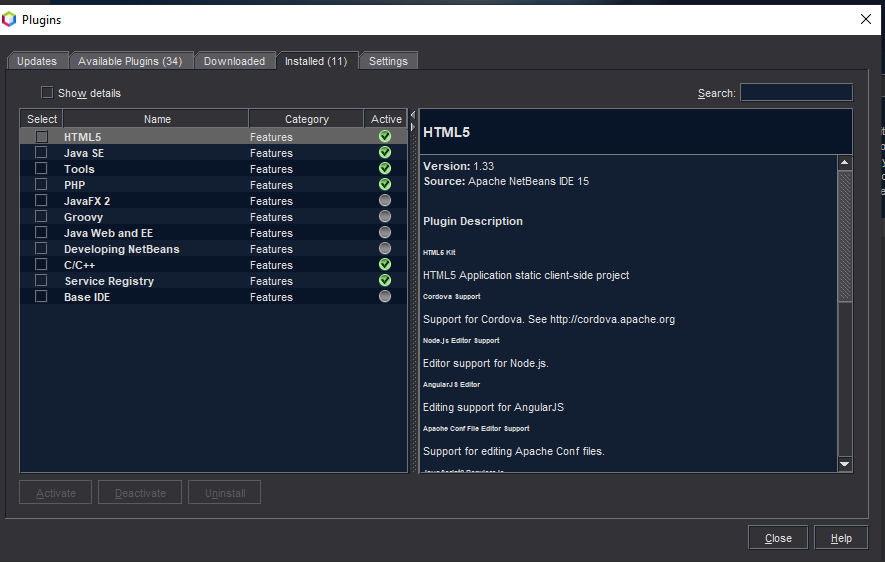 Plugins
Updates Available Plugins (34) Downloaded Installed (11) Settings
Show details Search:
Select Name Category Active
HTML5 Features
Java SE Features
Tools Features
PHP Features
JavaFX 2 Features
Groovy Features
Java Web and EE Features
Developing NetBeans Features
C/C++ Features
Service Registry Features
Base IDE Features
HTML5
Version: 1.33
Source: Apache NetBeans IDE 15
Plugin Description
HTML5 Kit
HTML5 Application static client-side project
Cordova Support
Support for Cordova. See http://cordova.apache.org
Node.js Editor Support
Editor support for Node.js.
AngularJS Editor
Editing support for AngularJS
Apache Conf File Editor Support
Support for editing Apache Conf files.
Activate Deactivate Uninstall
Close Help